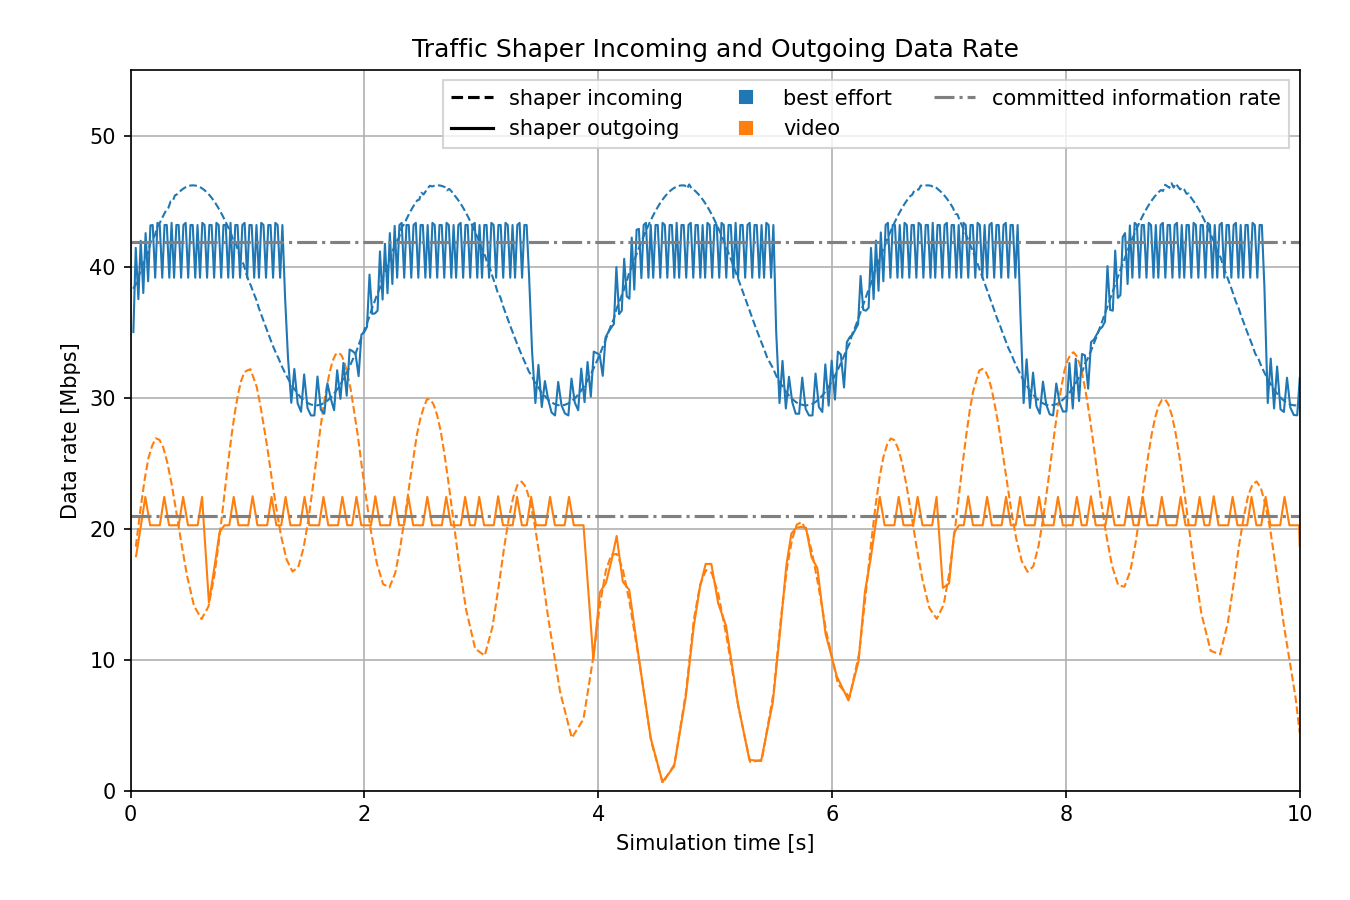 Traffic Shaper Incoming and Outgoing Data Rate
shaper incoming
shaper outgoing
best effort
video
committed information rate
Data rate [Mbps]
50
40
30
20
10
0
0 2 4 6 8 10
Simulation time [s]